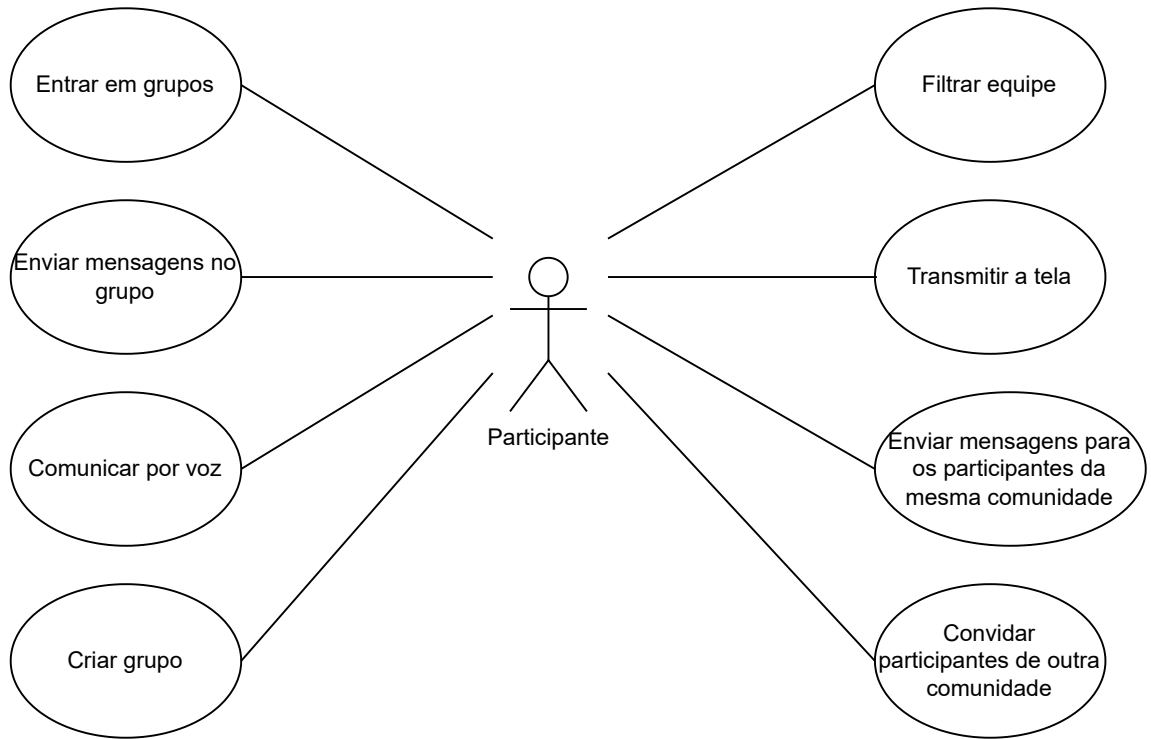 Entrar em grupos
Filtrar equipe
Enviar mensagens no
grupo
Transmitir a tela
Participante
Comunicar por voz
Enviar mensagens para
os participantes da
mesma comunidade
Criar grupo
Convidar
participantes de outra
comunidade